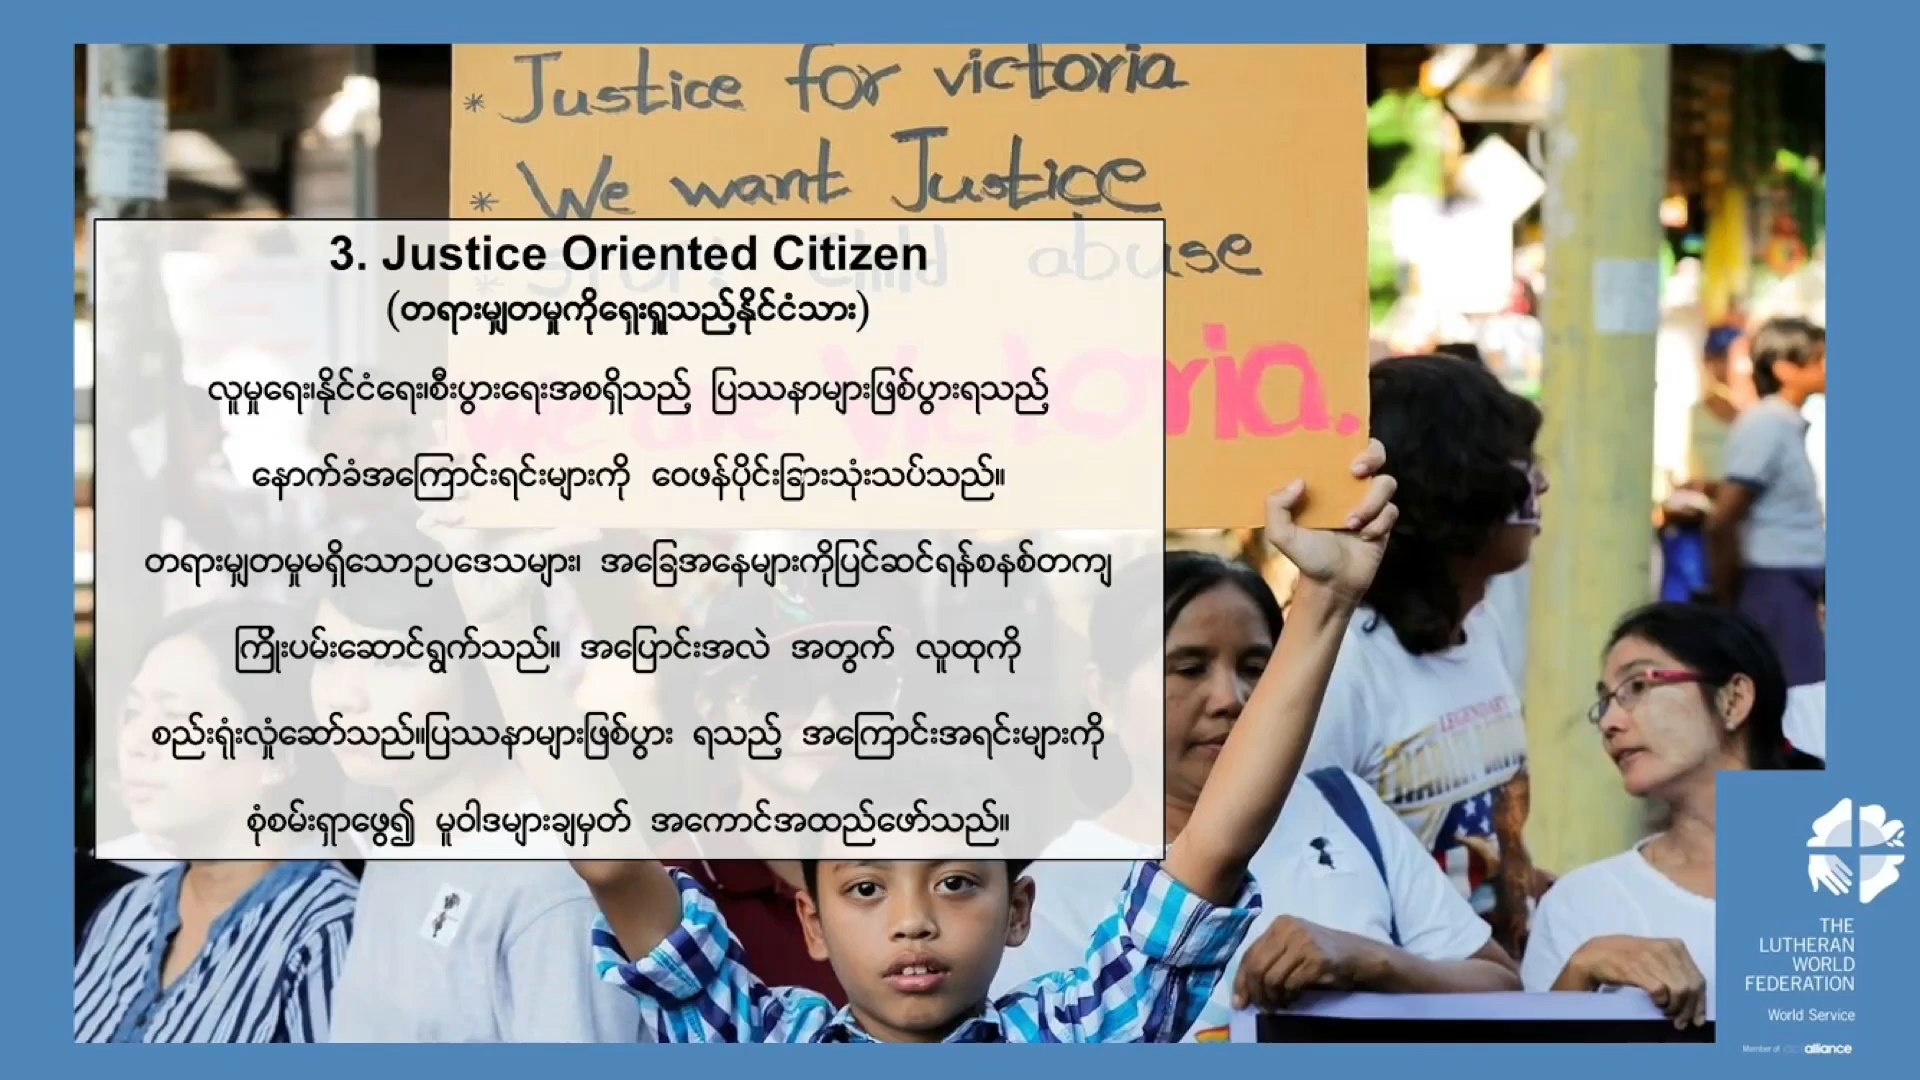 * Justice for victoria
* We want Justice
* Stop child abuse
We are Victoria.
3. Justice Oriented Citizen
(တရားမျှတမှုကိုရှေးရှုသည့်နိုင်ငံသား)
လူမှုရေး၊နိုင်ငံရေး၊စီးပွားရေးအစရှိသည့် ပြဿနာများဖြစ်ပွားရသည့်
နောက်ခံအကြောင်းရင်းများကို ဝေဖန်ပိုင်းခြားသုံးသပ်သည်။
တရားမျှတမှုမရှိသောဥပဒေသများ၊ အခြေအနေများကိုပြင်ဆင်ရန်စနစ်တကျ
ကြိုးပမ်းဆောင်ရွက်သည်။ အပြောင်းအလဲ အတွက် လူထုကို
စည်းရုံးလှုံဆော်သည်။ပြဿနာများဖြစ်ပွား ရသည့် အကြောင်းအရင်းများကို
စုံစမ်းရှာဖွေ၍ မူဝါဒများချမှတ် အကောင်အထည်ဖော်သည်။
LEGENDARY
THE
LUTHERAN
WORLD
FEDERATION
World Service
Member of actalliance